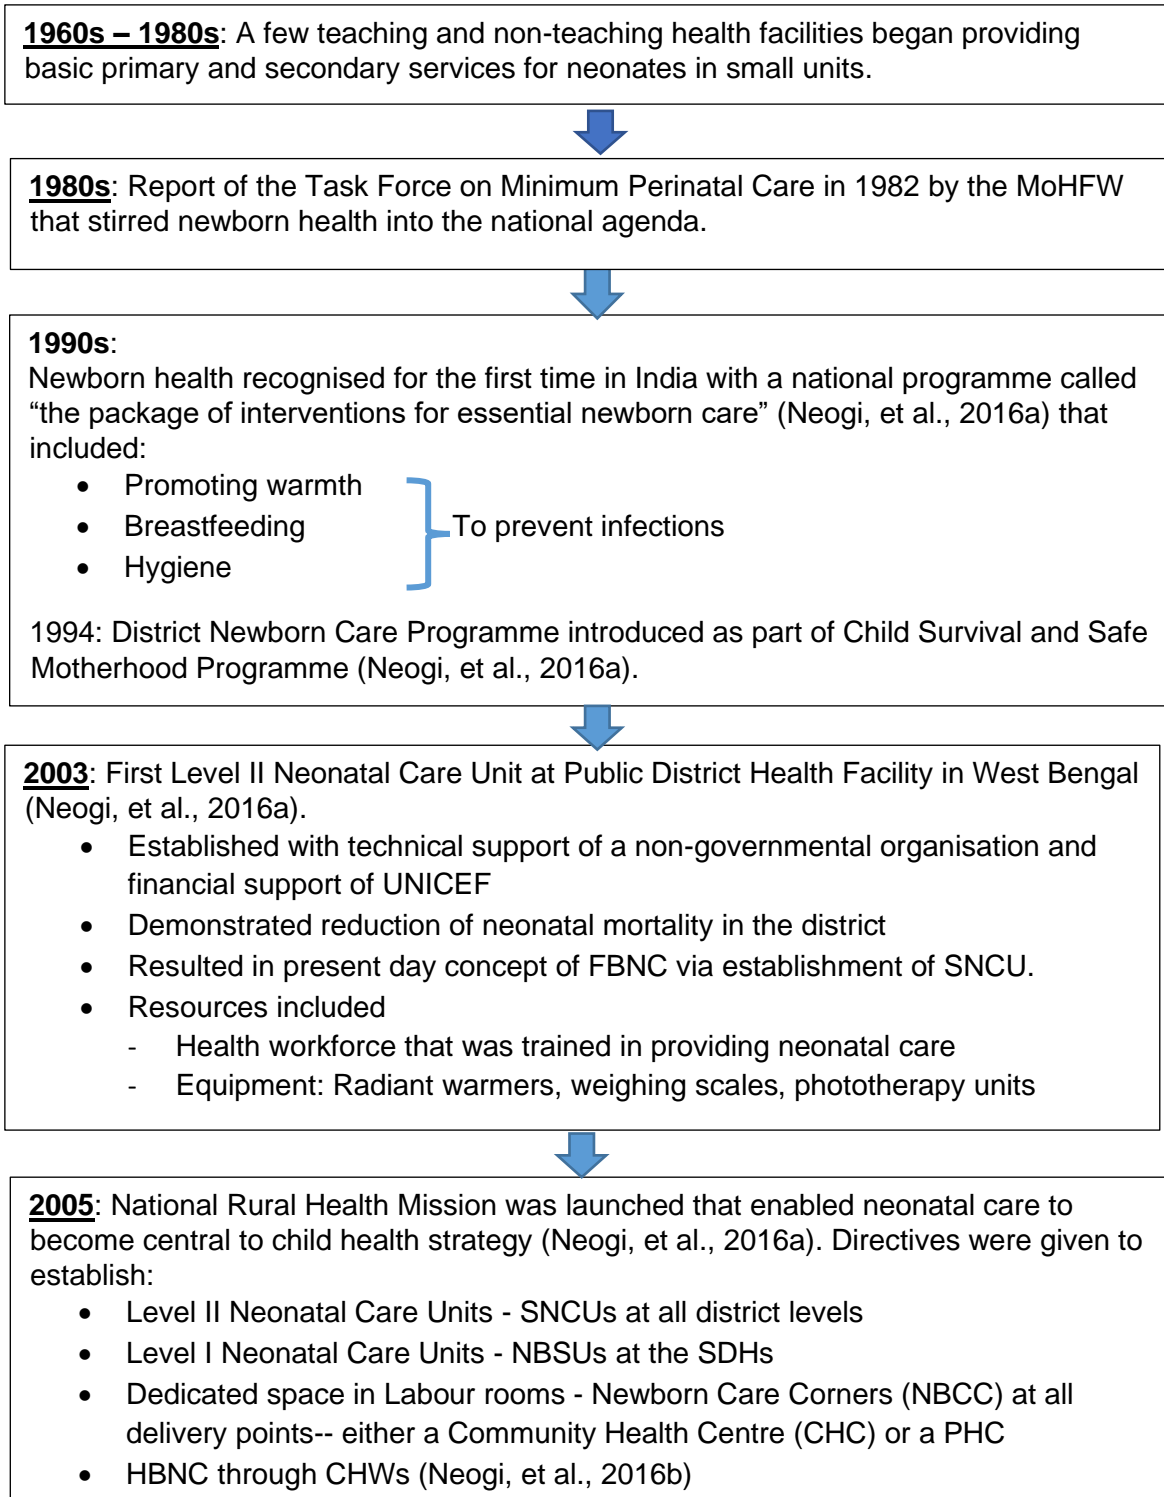 1960s – 1980s: A few teaching and non-teaching health facilities began providing
basic primary and secondary services for neonates in small units.
1980s: Report of the Task Force on Minimum Perinatal Care in 1982 by the MoHFW
that stirred newborn health into the national agenda.
1990s:
Newborn health recognised for the first time in India with a national programme called
“the package of interventions for essential newborn care” (Neogi, et al., 2016a) that
included:
• Promoting warmth
• Breastfeeding
• Hygiene
To prevent infections
1994: District Newborn Care Programme introduced as part of Child Survival and Safe
Motherhood Programme (Neogi, et al., 2016a).
2003: First Level II Neonatal Care Unit at Public District Health Facility in West Bengal
(Neogi, et al., 2016a).
• Established with technical support of a non-governmental organisation and
financial support of UNICEF
• Demonstrated reduction of neonatal mortality in the district
• Resulted in present day concept of FBNC via establishment of SNCU.
• Resources included
- Health workforce that was trained in providing neonatal care
- Equipment: Radiant warmers, weighing scales, phototherapy units
2005: National Rural Health Mission was launched that enabled neonatal care to
become central to child health strategy (Neogi, et al., 2016a). Directives were given to
establish:
• Level II Neonatal Care Units - SNCUs at all district levels
• Level I Neonatal Care Units - NBSUs at the SDHs
• Dedicated space in Labour rooms - Newborn Care Corners (NBCC) at all
delivery points-- either a Community Health Centre (CHC) or a PHC
• HBNC through CHWs (Neogi, et al., 2016b)